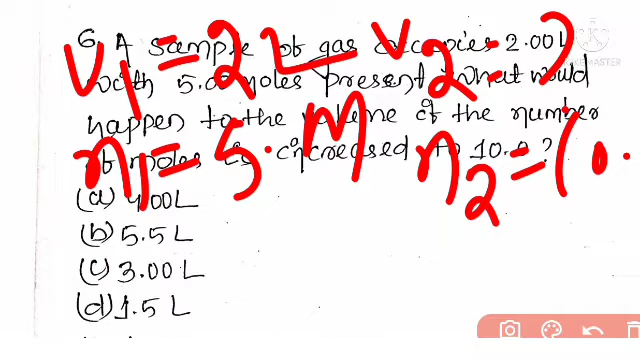 6. A sample of gas occupies 2.00L
with 5.00 moles present. What would
happen to the volume if the number
of moles is increased to 10.0?
(a) 4.00L
(b) 5.5 L
(c) 3.00 L
(d) 1.5 L
V1 = 2L V2 = ?
n1 = 5. M n2 = 10.